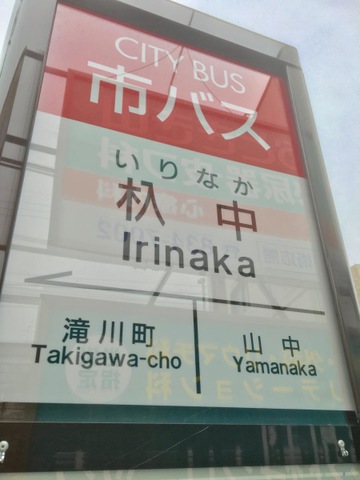 CITY BUS
市バス
いりなか
杁中
Irinaka
滝川町
Takigawa-cho
山中
Yamanaka